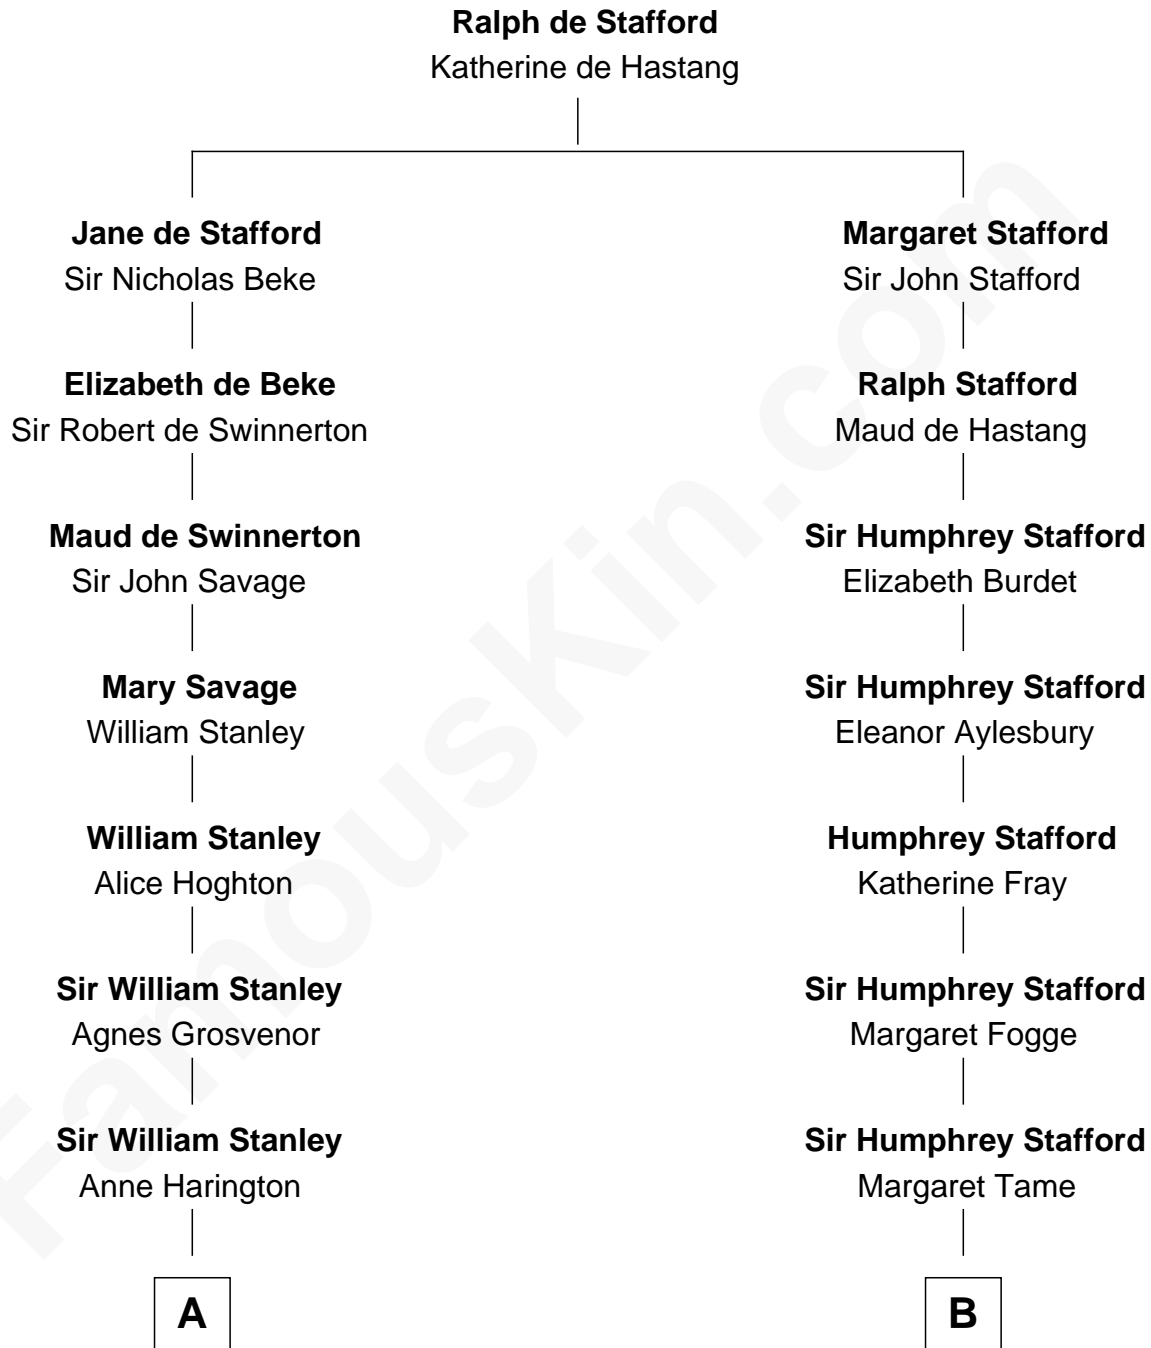 Ralph de Stafford
Katherine de Hastang
Jane de Stafford
Sir Nicholas Beke
Margaret Stafford
Sir John Stafford
Elizabeth de Beke
Sir Robert de Swinnerton
Ralph Stafford
Maud de Hastang
Maud de Swinnerton
Sir John Savage
Sir Humphrey Stafford
Elizabeth Burdet
Mary Savage
William Stanley
Sir Humphrey Stafford
Eleanor Aylesbury
William Stanley
Alice Hoghton
Humphrey Stafford
Katherine Fray
Sir William Stanley
Agnes Grosvenor
Sir Humphrey Stafford
Margaret Fogge
Sir William Stanley
Anne Harington
Sir Humphrey Stafford
Margaret Tame
A
B
FamousKin.com